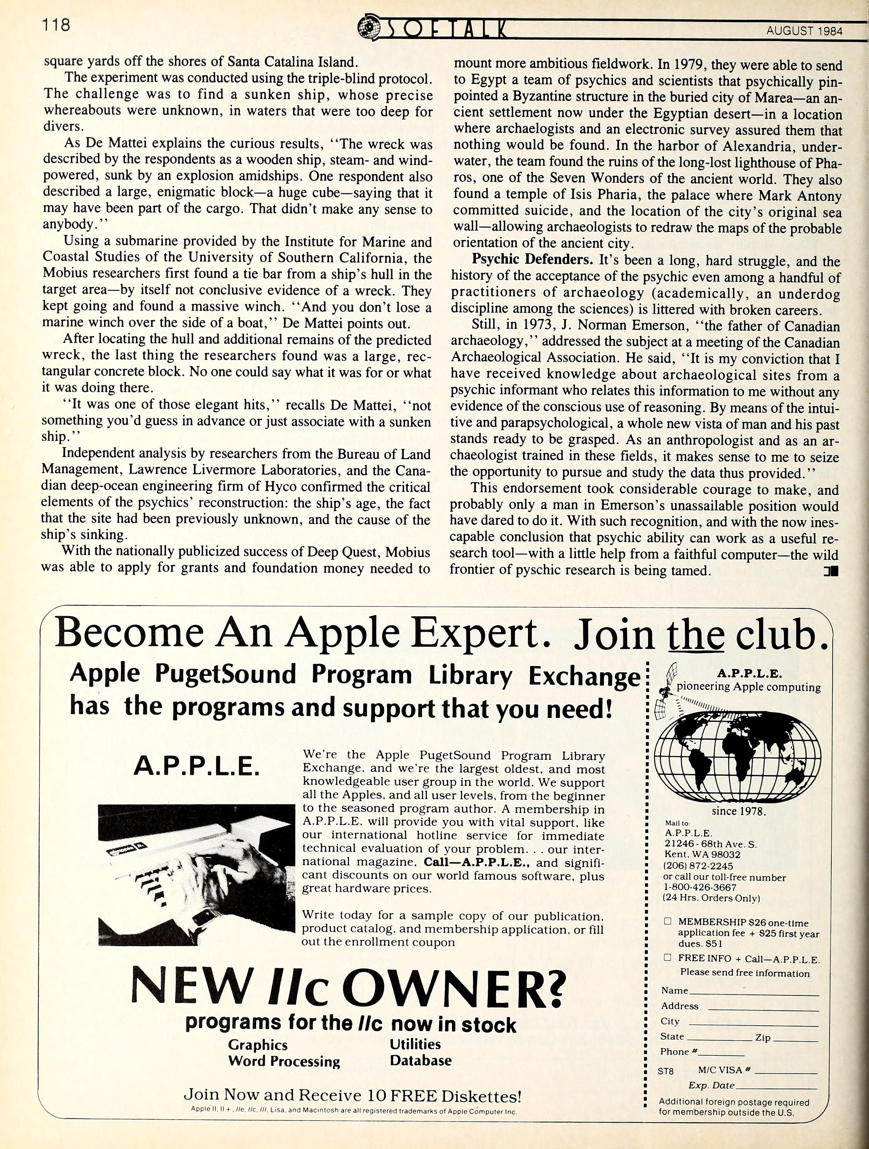 118
SOFTALK
AUGUST 1984
square yards off the shores of Santa Catalina Island.
The experiment was conducted using the triple-blind protocol.
The challenge was to find a sunken ship, whose precise
whereabouts were unknown, in waters that were too deep for
divers.
As De Mattei explains the curious results, ‘‘The wreck was
described by the respondents as a wooden ship, steam- and wind-
powered, sunk by an explosion amidships. One respondent also
described a large, enigmatic block—a huge cube—saying that it
may have been part of the cargo. That didn't make any sense to
anybody.’’
Using a submarine provided by the Institute for Marine and
Coastal Studies of the University of Southern California, the
Mobius researchers first found a tie bar from a ship's hull in the
target area—by itself not conclusive evidence of a wreck. They
kept going and found a massive winch. ‘‘And you don't lose a
marine winch over the side of a boat,’’ De Mattei points out.
After locating the hull and additional remains of the predicted
wreck, the last thing the researchers found was a large, rec-
tangular concrete block. No one could say what it was for or what
it was doing there.
‘‘It was one of those elegant hits,’’ recalls De Mattei, ‘‘not
something you'd guess in advance or just associate with a sunken
ship.’’
Independent analysis by researchers from the Bureau of Land
Management, Lawrence Livermore Laboratories, and the Cana-
dian deep-ocean engineering firm of Hyco confirmed the critical
elements of the psychics' reconstruction: the ship's age, the fact
that the site had been previously unknown, and the cause of the
ship's sinking.
With the nationally publicized success of Deep Quest, Mobius
was able to apply for grants and foundation money needed to
mount more ambitious fieldwork. In 1979, they were able to send
to Egypt a team of psychics and scientists that psychically pin-
pointed a Byzantine structure in the buried city of Marea—an an-
cient settlement now under the Egyptian desert—in a location
where archaelogists and an electronic survey assured them that
nothing would be found. In the harbor of Alexandria, under-
water, the team found the ruins of the long-lost lighthouse of Pha-
ros, one of the Seven Wonders of the ancient world. They also
found a temple of Isis Pharia, the palace where Mark Antony
committed suicide, and the location of the city's original sea
wall—allowing archaeologists to redraw the maps of the probable
orientation of the ancient city.
Psychic Defenders. It's been a long, hard struggle, and the
history of the acceptance of the psychic even among a handful of
practitioners of archaeology (academically, an underdog
discipline among the sciences) is littered with broken careers.
Still, in 1973, J. Norman Emerson, ‘‘the father of Canadian
archaeology,’’ addressed the subject at a meeting of the Canadian
Archaeological Association. He said, ‘‘It is my conviction that I
have received knowledge about archaeological sites from a
psychic informant who relates this information to me without any
evidence of the conscious use of reasoning. By means of the intui-
tive and parapsychological, a whole new vista of man and his past
stands ready to be grasped. As an anthropologist and as an ar-
chaeologist trained in these fields, it makes sense to me to seize
the opportunity to pursue and study the data thus provided.’’
This endorsement took considerable courage to make, and
probably only a man in Emerson's unassailable position would
have dared to do it. With such recognition, and with the now ines-
capable conclusion that psychic ability can work as a useful re-
search tool—with a little help from a faithful computer—the wild
frontier of pyschic research is being tamed.
Become An Apple Expert. Join the club.
Apple PugetSound Program Library Exchange
has the programs and support that you need!
A.P.P.L.E.
We're the Apple PugetSound Program Library
Exchange, and we're the largest oldest, and most
knowledgeable user group in the world. We support
all the Apples, and all user levels, from the beginner
to the seasoned program author. A membership in
A.P.P.L.E. will provide you with vital support, like
our international hotline service for immediate
technical evaluation of your problem. . . our inter-
national magazine, Call—A.P.P.L.E., and signifi-
cant discounts on our world famous software, plus
great hardware prices.
Write today for a sample copy of our publication,
product catalog, and membership application, or fill
out the enrollment coupon
NEW IIc OWNER?
programs for the IIc now in stock
Graphics
Utilities
Word Processing
Database
Join Now and Receive 10 FREE Diskettes!
Apple II, II +, IIe, IIc, III, Lisa, and Macintosh are all registered trademarks of Apple Computer Inc.
A.P.P.L.E.
pioneering Apple computing
since 1978.
Mail to:
A.P.P.L.E.
21246 - 68th Ave. S.
Kent, WA 98032
(206) 872-2245
or call our toll-free number
1-800-426-3667
(24 Hrs. Orders Only)
☐ MEMBERSHIP $26 one-time
application fee + $25 first year
dues. $51
☐ FREE INFO + Call—A.P.P.L.E.
Please send free information
Name
Address
City
State Zip
Phone #
ST8 M/C VISA #
Exp. Date
Additional foreign postage required
for membership outside the U.S.